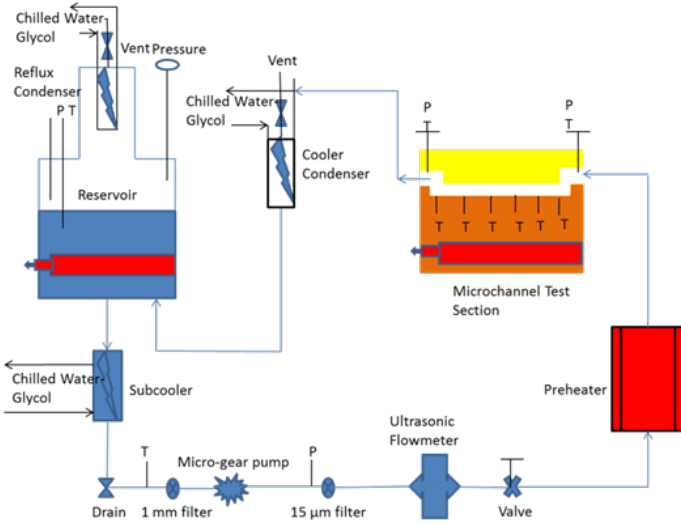 Chilled Water-
Glycol
Vent
Pressure
Reflux
Condenser
P T
Reservoir
Vent
Chilled Water-
Glycol
Cooler
Condenser
P
T
P
T
T T T T T T
Microchannel Test
Section
Chilled Water-
Glycol
Subcooler
Preheater
Ultrasonic
Flowmeter
T
Micro-gear pump
P
Drain
1 mm filter
15 µm filter
Valve